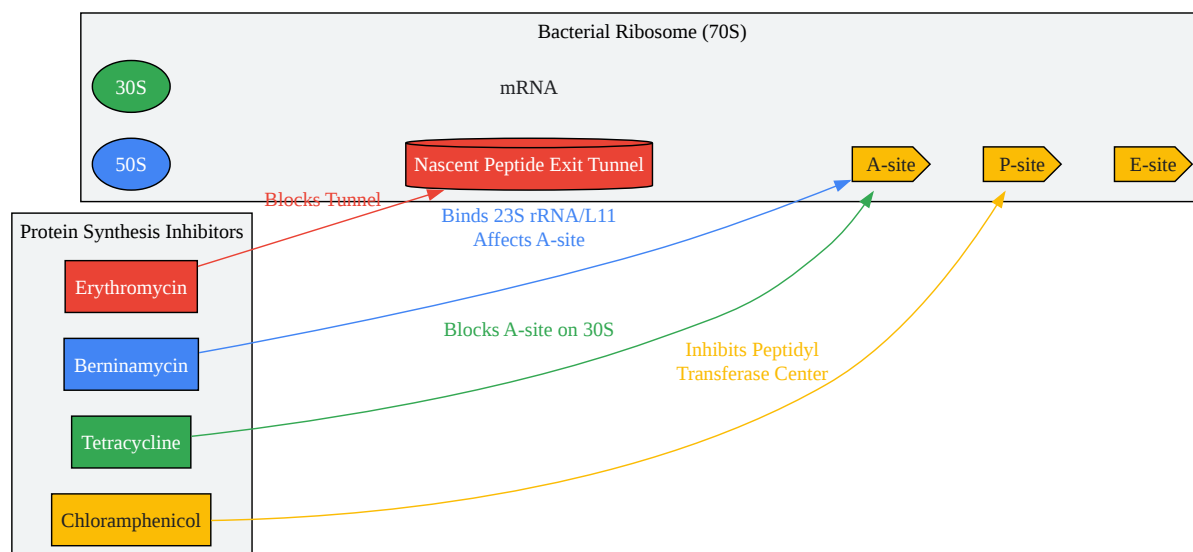 Bacterial Ribosome (70S)
30S
mRNA
50S
Nascent Peptide Exit Tunnel
A-site
P-site
E-site
Blocks Tunnel
Binds 23S rRNA/L11
Affects A-site
Protein Synthesis Inhibitors
Erythromycin
Blocks A-site on 30S
Inhibits Peptidyl
Transferase Center
Berninamycin
Tetracycline
Chloramphenicol